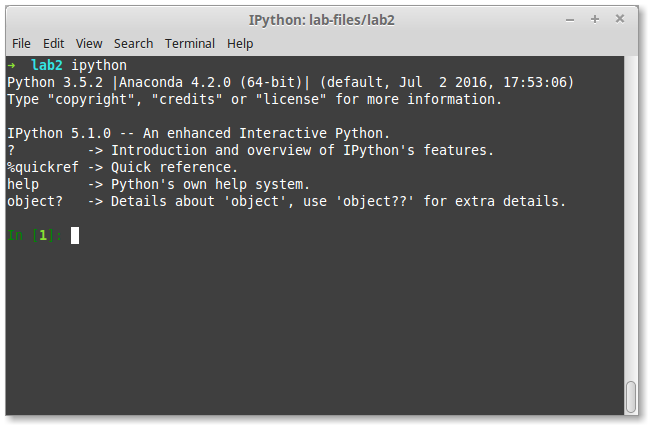 IPython: lab-files/lab2
File Edit View Search Terminal Help
➜  lab2 ipython
Python 3.5.2 |Anaconda 4.2.0 (64-bit)| (default, Jul  2 2016, 17:53:06)
Type "copyright", "credits" or "license" for more information.
IPython 5.1.0 -- An enhanced Interactive Python.
?         -> Introduction and overview of IPython's features.
%quickref -> Quick reference.
help      -> Python's own help system.
object?   -> Details about 'object', use 'object??' for extra details.
In [1]: